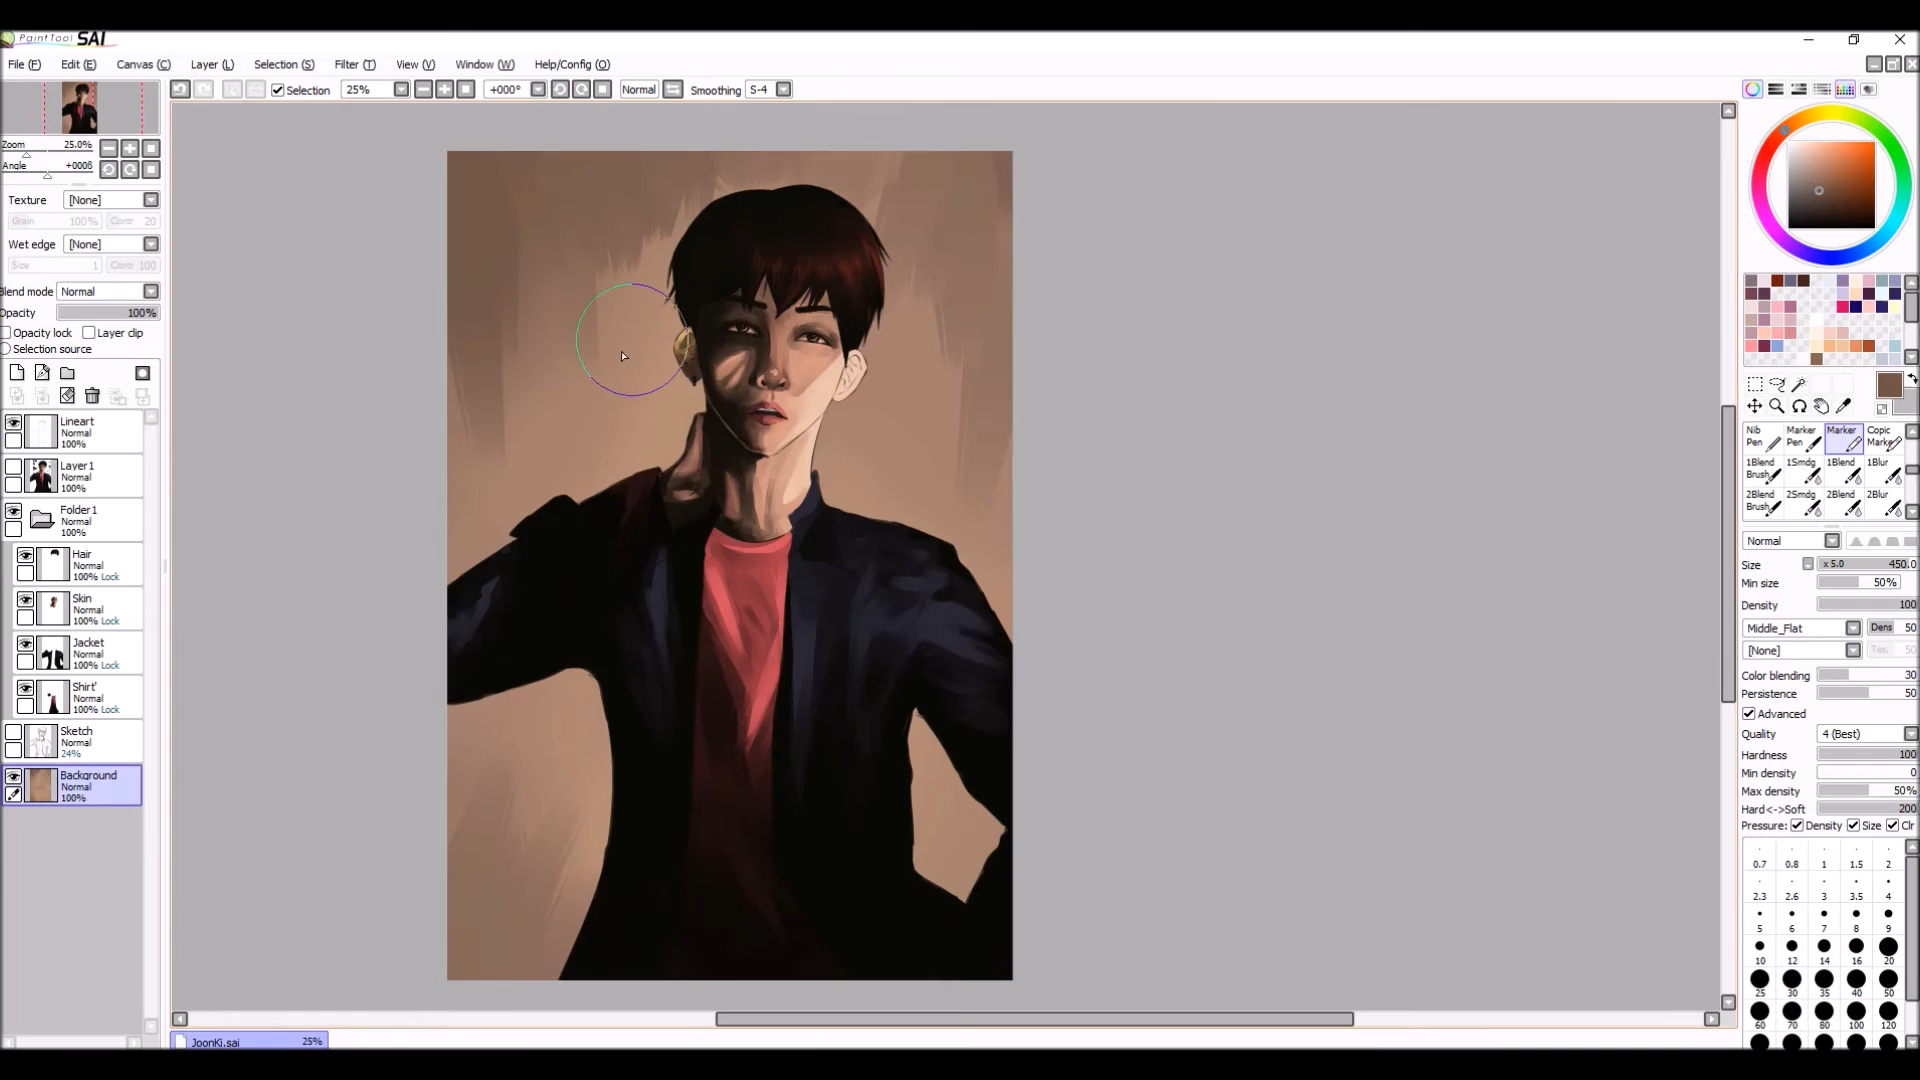 PaintTool SAI
File (F) Edit (E) Canvas (C) Layer (L) Selection (S) Filter (T) View (V) Window (W) Help/Config (O)
Selection 25% +000° Normal Smoothing S-4
Zoom 25.0%
Angle +000δ
Texture [None]
Grain 100% Contr 20
Wet edge [None]
Size 1 Contr 100
Blend mode Normal
Opacity 100%
Opacity lock Layer clip
Selection source
Lineart
Normal
100%
Layer1
Normal
100%
Folder1
Normal
100%
Hair
Normal
100% Lock
Skin
Normal
100% Lock
Jacket
Normal
100% Lock
Shirt'
Normal
100% Lock
Sketch
Normal
24%
Background
Normal
100%
JoonKi.sai 25%
Nib Pen
Marker Pen
Marker
Copic Marke
1Blend Brush
1Smdg
1Blend
1Blur
2Blend Brush
2Smdg
2Blend
2Blur
Normal
Size x 5.0 450.0
Min size 50%
Density 100
Middle_Flat Dens 50
[None] Tex. 50
Color blending 30
Persistence 50
Advanced
Quality 4 (Best)
Hardness 100
Min density 0
Max density 50%
Hard<->Soft 200
Pressure: Density Size Clr
0.7 0.8 1 1.5 2
2.3 2.6 3 3.5 4
5 6 7 8 9
10 12 14 16 20
25 30 35 40 50
60 70 80 100 120